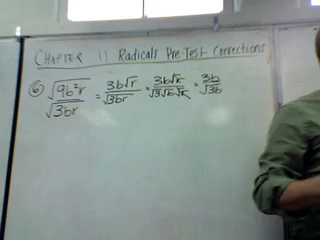 CHAPTER 11 Radicals Pre-Test Corrections
⑥ √(9b²r) / √(3br) = 3b√r / √(3br) = 3b√r / √3√b√r = 3b / √3b